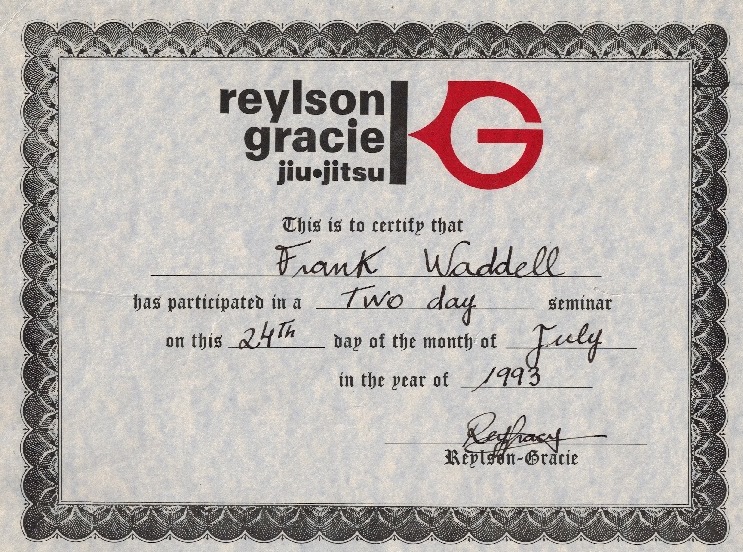 reylson
gracie
jiu•jitsu
This is to certify that
Frank Waddell
has participated in a Two day seminar
on this 24Th day of the month of July
in the year of 1993
Reylson-Gracie